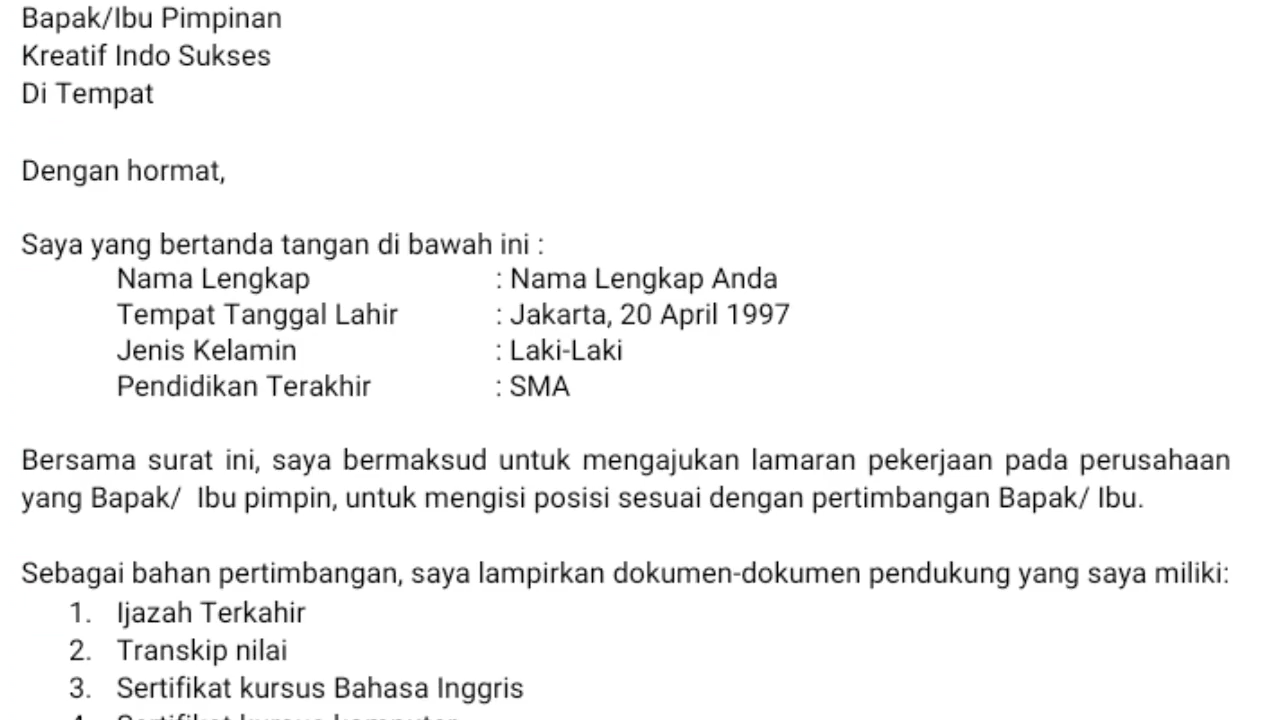 Bapak/Ibu Pimpinan
Kreatif Indo Sukses
Di Tempat
Dengan hormat,
Saya yang bertanda tangan di bawah ini :
Nama Lengkap : Nama Lengkap Anda
Tempat Tanggal Lahir : Jakarta, 20 April 1997
Jenis Kelamin : Laki-Laki
Pendidikan Terakhir : SMA
Bersama surat ini, saya bermaksud untuk mengajukan lamaran pekerjaan pada perusahaan
yang Bapak/ Ibu pimpin, untuk mengisi posisi sesuai dengan pertimbangan Bapak/ Ibu.
Sebagai bahan pertimbangan, saya lampirkan dokumen-dokumen pendukung yang saya miliki:
1. Ijazah Terkahir
2. Transkip nilai
3. Sertifikat kursus Bahasa Inggris
4. Sertifikat kursus komputer